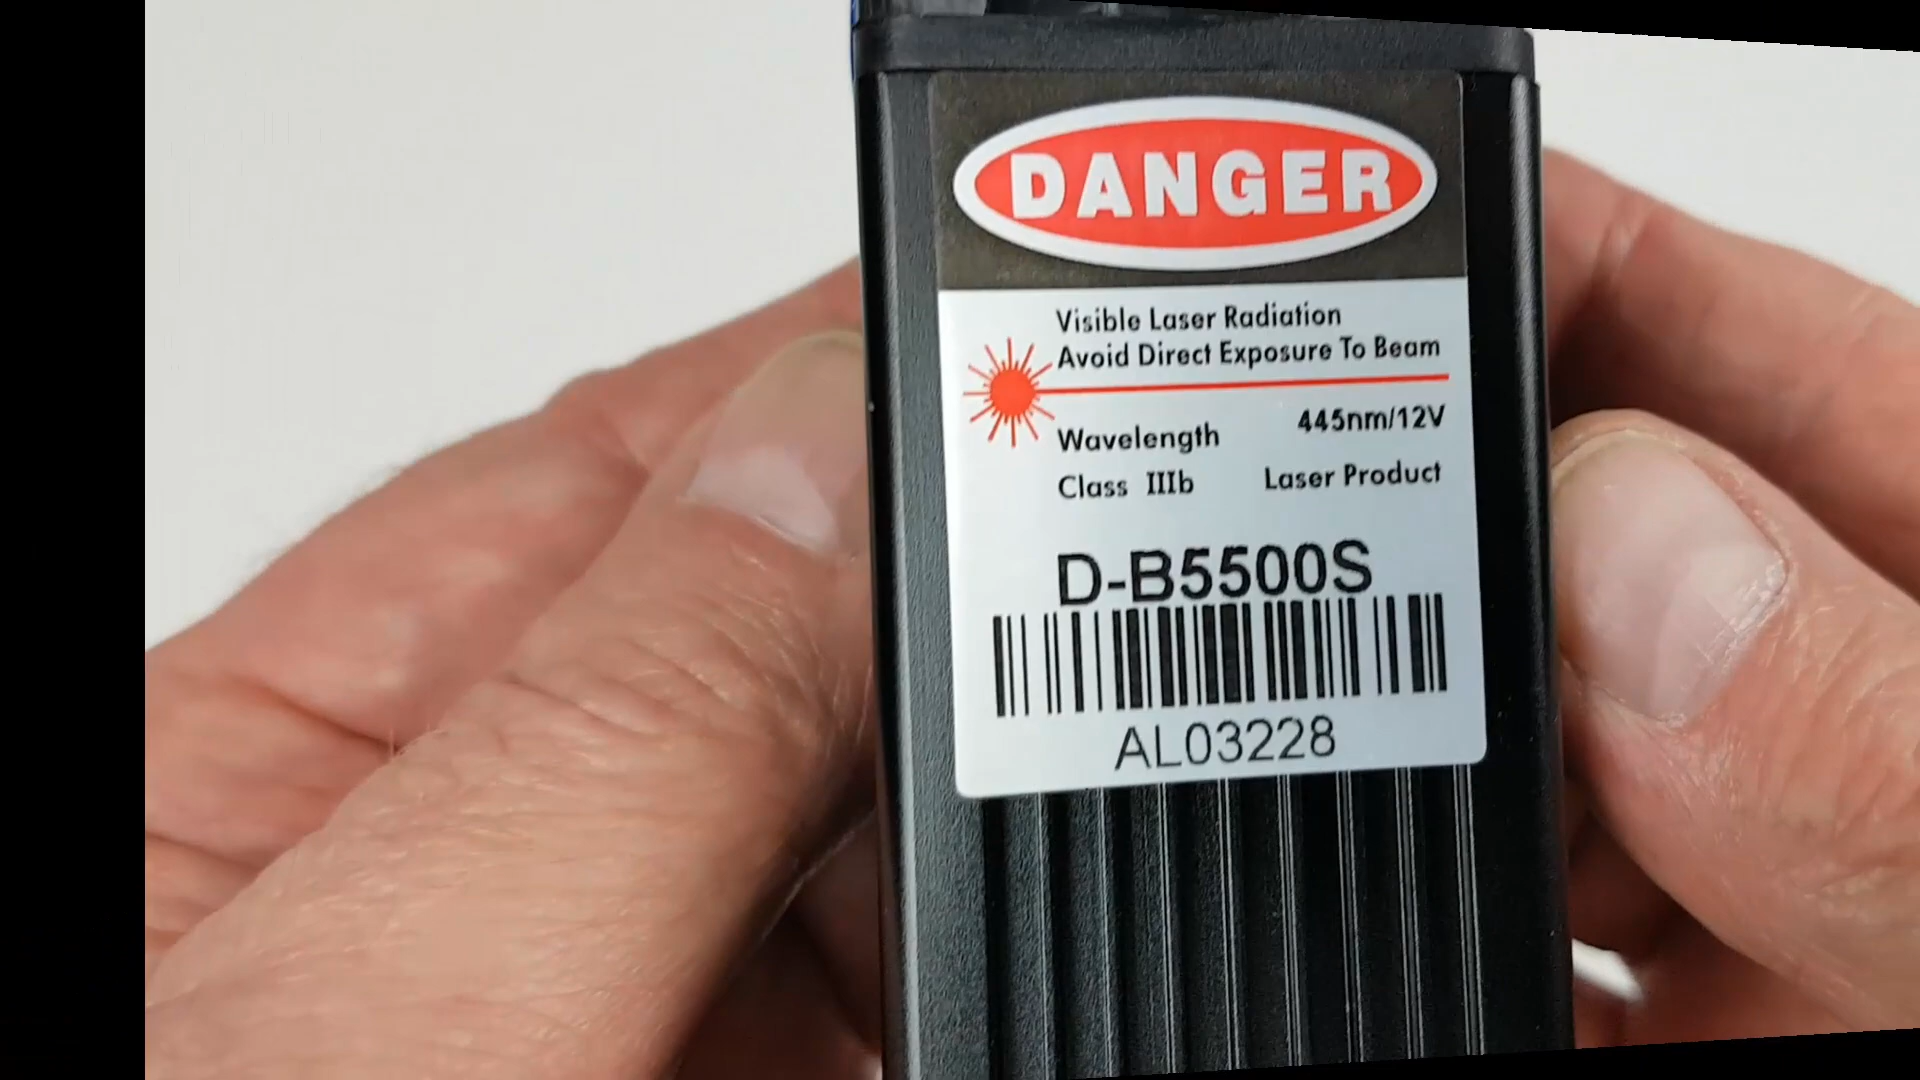 DANGER
Visible Laser Radiation
Avoid Direct Exposure To Beam
Wavelength 445nm/12V
Class IIIb Laser Product
D-B5500S
AL03228